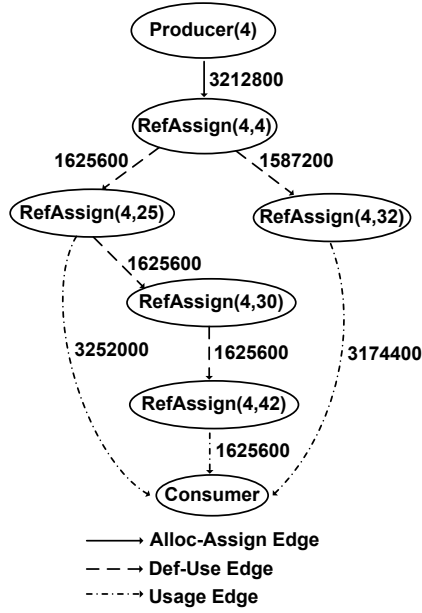 Producer(4)
3212800
RefAssign(4,4)
1625600
1587200
RefAssign(4,25)
RefAssign(4,32)
1625600
RefAssign(4,30)
3252000
1625600
3174400
RefAssign(4,42)
1625600
Consumer
Alloc-Assign Edge
Def-Use Edge
Usage Edge